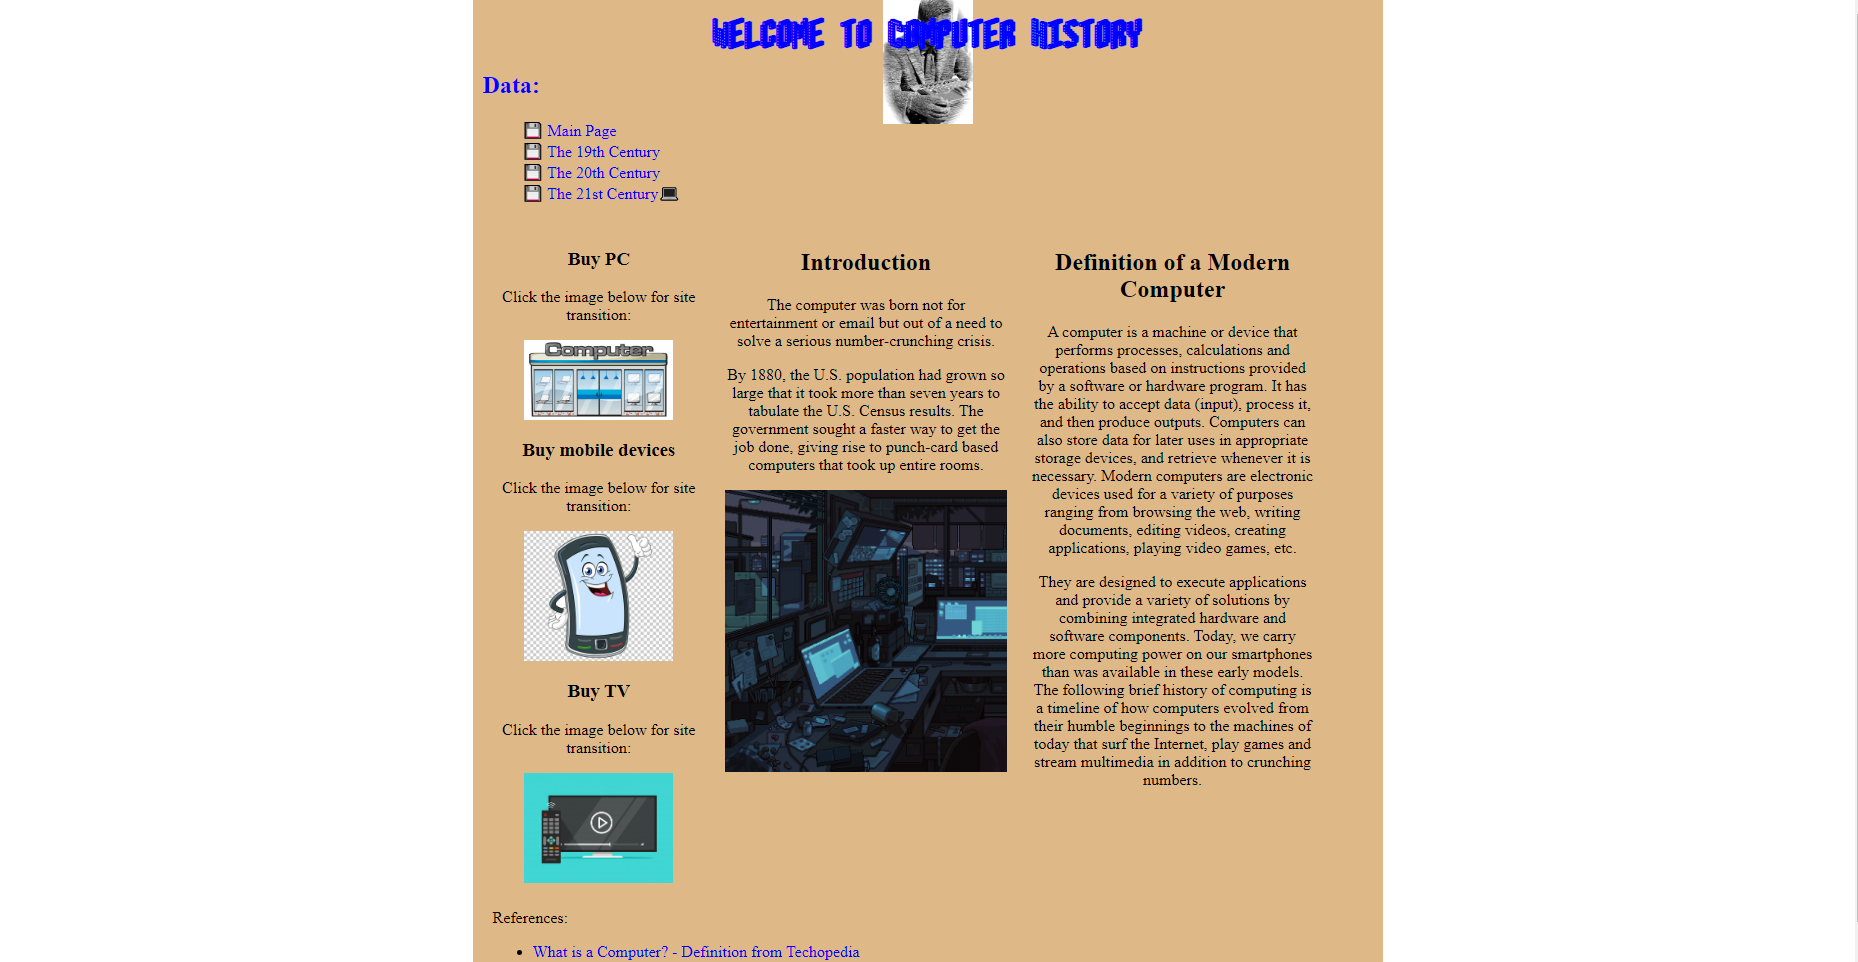 WELCOME TO COMPUTER HISTORY
Data:
Main Page
The 19th Century
The 20th Century
The 21st Century
Buy PC
Click the image below for site
transition:
Computer
Buy mobile devices
Click the image below for site
transition:
Buy TV
Click the image below for site
transition:
Introduction
The computer was born not for
entertainment or email but out of a need to
solve a serious number-crunching crisis.
By 1880, the U.S. population had grown so
large that it took more than seven years to
tabulate the U.S. Census results. The
government sought a faster way to get the
job done, giving rise to punch-card based
computers that took up entire rooms.
Definition of a Modern
Computer
A computer is a machine or device that
performs processes, calculations and
operations based on instructions provided
by a software or hardware program. It has
the ability to accept data (input), process it,
and then produce outputs. Computers can
also store data for later uses in appropriate
storage devices, and retrieve whenever it is
necessary. Modern computers are electronic
devices used for a variety of purposes
ranging from browsing the web, writing
documents, editing videos, creating
applications, playing video games, etc.
They are designed to execute applications
and provide a variety of solutions by
combining integrated hardware and
software components. Today, we carry
more computing power on our smartphones
than was available in these early models.
The following brief history of computing is
a timeline of how computers evolved from
their humble beginnings to the machines of
today that surf the Internet, play games and
stream multimedia in addition to crunching
numbers.
References:
What is a Computer? - Definition from Techopedia